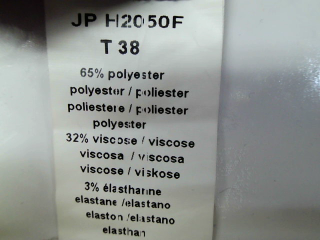 JP H2050F
T 38
65% polyester
polyester / poliester
poliestere / poliester
polyester
32% viscose / viscose
viscosa / viscosa
viscose / viskose
3% élasthanne
elastane /elastano
elaston /elastano
elasthan